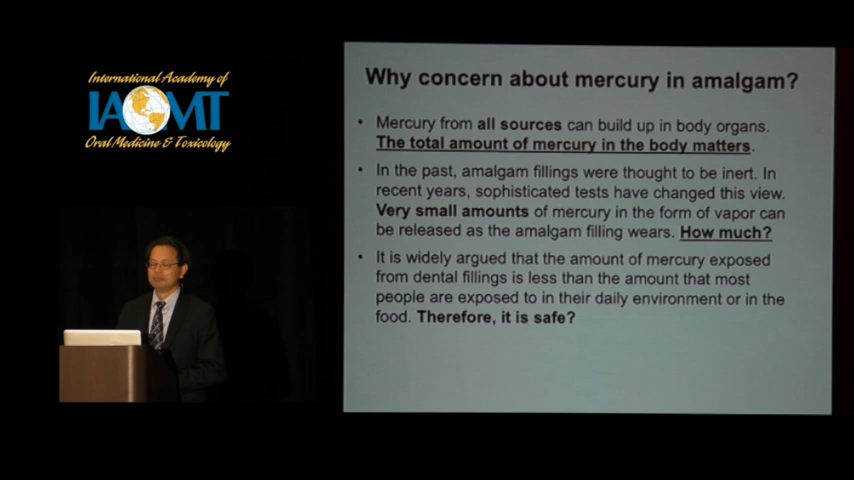 International Academy of
IAOMT
Oral Medicine & Toxicology
Why concern about mercury in amalgam?
• Mercury from all sources can build up in body organs.
The total amount of mercury in the body matters.
• In the past, amalgam fillings were thought to be inert. In
recent years, sophisticated tests have changed this view.
Very small amounts of mercury in the form of vapor can
be released as the amalgam filling wears. How much?
• It is widely argued that the amount of mercury exposed
from dental fillings is less than the amount that most
people are exposed to in their daily environment or in the
food. Therefore, it is safe?